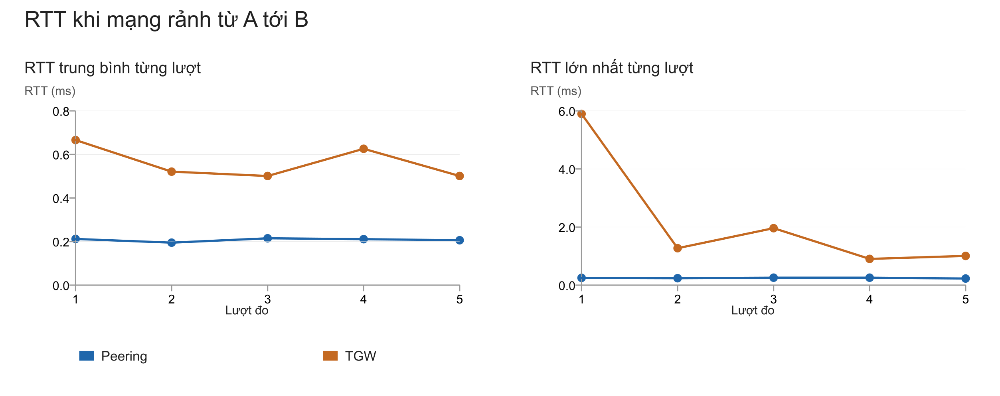 RTT khi mạng rảnh từ A tới B
RTT trung bình từng lượt
RTT (ms)
0.8
0.6
0.4
0.2
0.0
1 2 3 4 5
Lượt đo
RTT lớn nhất từng lượt
RTT (ms)
6.0
4.0
2.0
0.0
1 2 3 4 5
Lượt đo
Peering
TGW